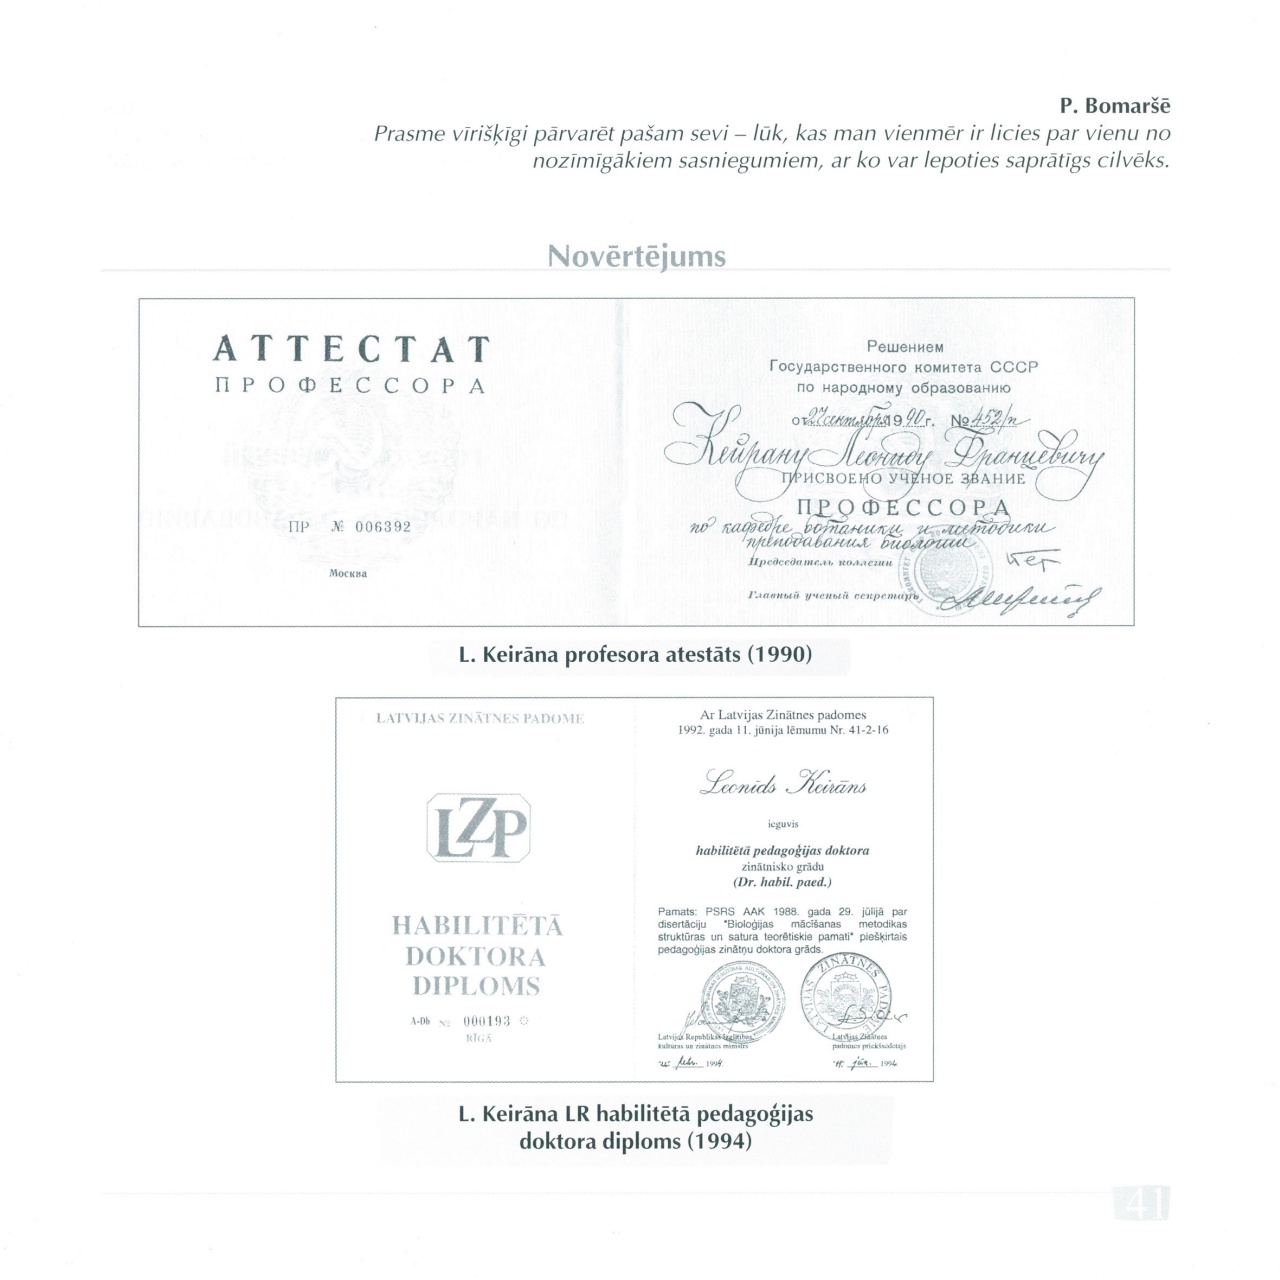 P. Bomaršē
Prasme vīrišķīgi pārvarēt pašam sevi – lūk, kas man vienmēr ir licies par vienu no
nozīmīgākiem sasniegumiem, ar ko var lepoties saprātīgs cilvēks.
Novērtējums
АТТЕСТАТ
ПРОФЕССОРА
ПР № 006392
Москва
Решением
Государственного комитета СССР
по народному образованию
от 27 сентября 1990 г. № 452/п
Кейрану Леониду Францевичу
ПРИСВОЕНО УЧЕНОЕ ЗВАНИЕ
ПРОФЕССОРА
по кафедре ботаники и методики
преподавания биологии
Председатель коллегии
Главный ученый секретарь
L. Keirāna profesora atestāts (1990)
LATVIJAS ZINĀTNES PADOME
LZP
HABILITĒTĀ
DOKTORA
DIPLOMS
A-Db № 000193
RĪGĀ
Ar Latvijas Zinātnes padomes
1992. gada 11. jūnija lēmumu Nr. 41-2-16
Leonīds Keirāns
ieguvis
habilitētā pedagoģijas doktora
zinātnisko grādu
(Dr. habil. paed.)
Pamats: PSRS AAK 1988. gada 29. jūlijā par
disertāciju "Bioloģijas mācīšanas metodikas
struktūras un satura teorētiskie pamati" piešķirtais
pedagoģijas zinātņu doktora grāds.
LATVIJAS ZINĀTNES PADOME
Latvijas Republikas izglītības,
kultūras un zinātnes ministrs
febr. 1994
Latvijas Zinātnes
padomes priekšsēdētājs
jūn. 1994
L. Keirāna LR habilitētā pedagoģijas
doktora diploms (1994)
41